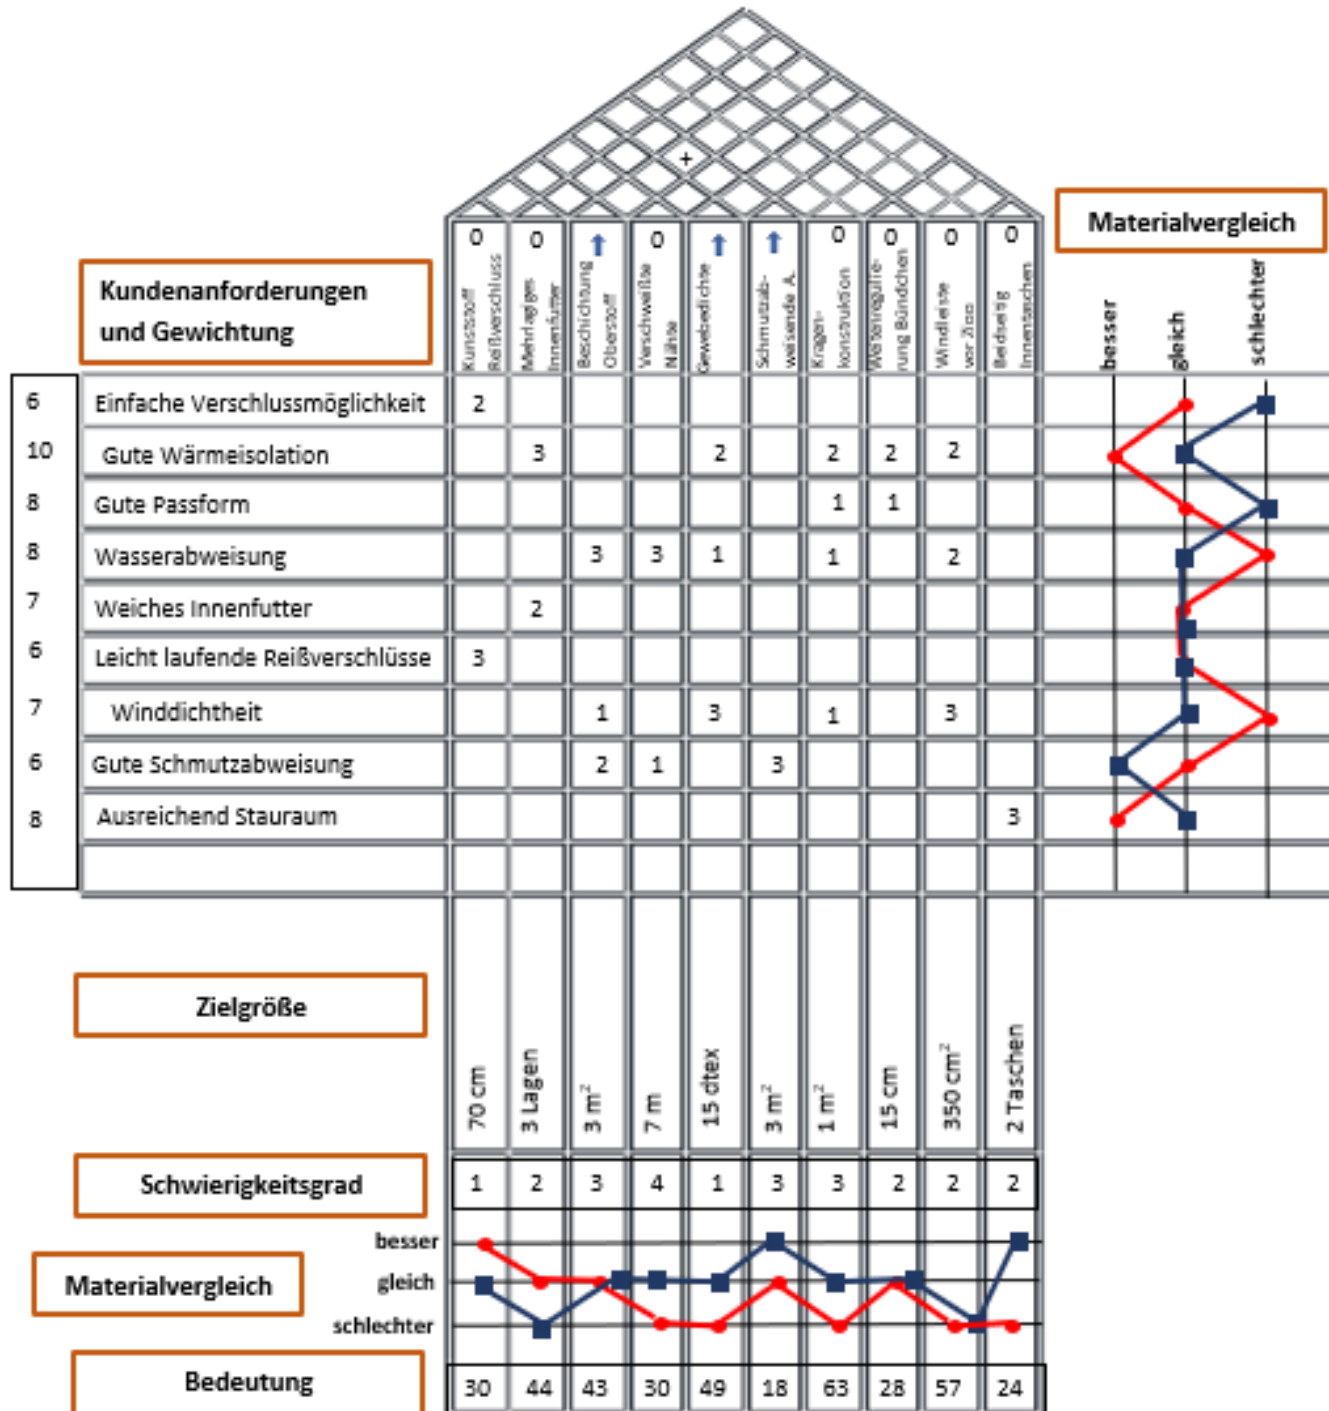 +
Materialvergleich
0 0 0 0 0 0 0
Kundenanforderungen
und Gewichtung
Kunststoff
Reißverschluss
Mehrlagiges
Innenfutter
Beschichtung
Oberstoff
Verschweißte
Nähte
Gewebedichte
Schmutzab-
weisende A.
Kragen-
konstruktion
Weitenregulie-
rung Bündchen
Windleiste
vor Zipp
Beidseitig
Innentaschen
besser
gleich
schlechter
6 Einfache Verschlussmöglichkeit 2
10 Gute Wärmeisolation 3 2 2 2 2
8 Gute Passform 1 1
8 Wasserabweisung 3 3 1 1 2
7 Weiches Innenfutter 2
6 Leicht laufende Reißverschlüsse 3
7 Winddichtheit 1 3 1 3
6 Gute Schmutzabweisung 2 1 3
8 Ausreichend Stauraum 3
Zielgröße
70 cm
3 Lagen
3 m²
7 m
15 dtex
3 m²
1 m²
15 cm
350 cm²
2 Taschen
Schwierigkeitsgrad 1 2 3 4 1 3 3 2 2 2
besser
Materialvergleich
gleich
schlechter
Bedeutung 30 44 43 30 49 18 63 28 57 24